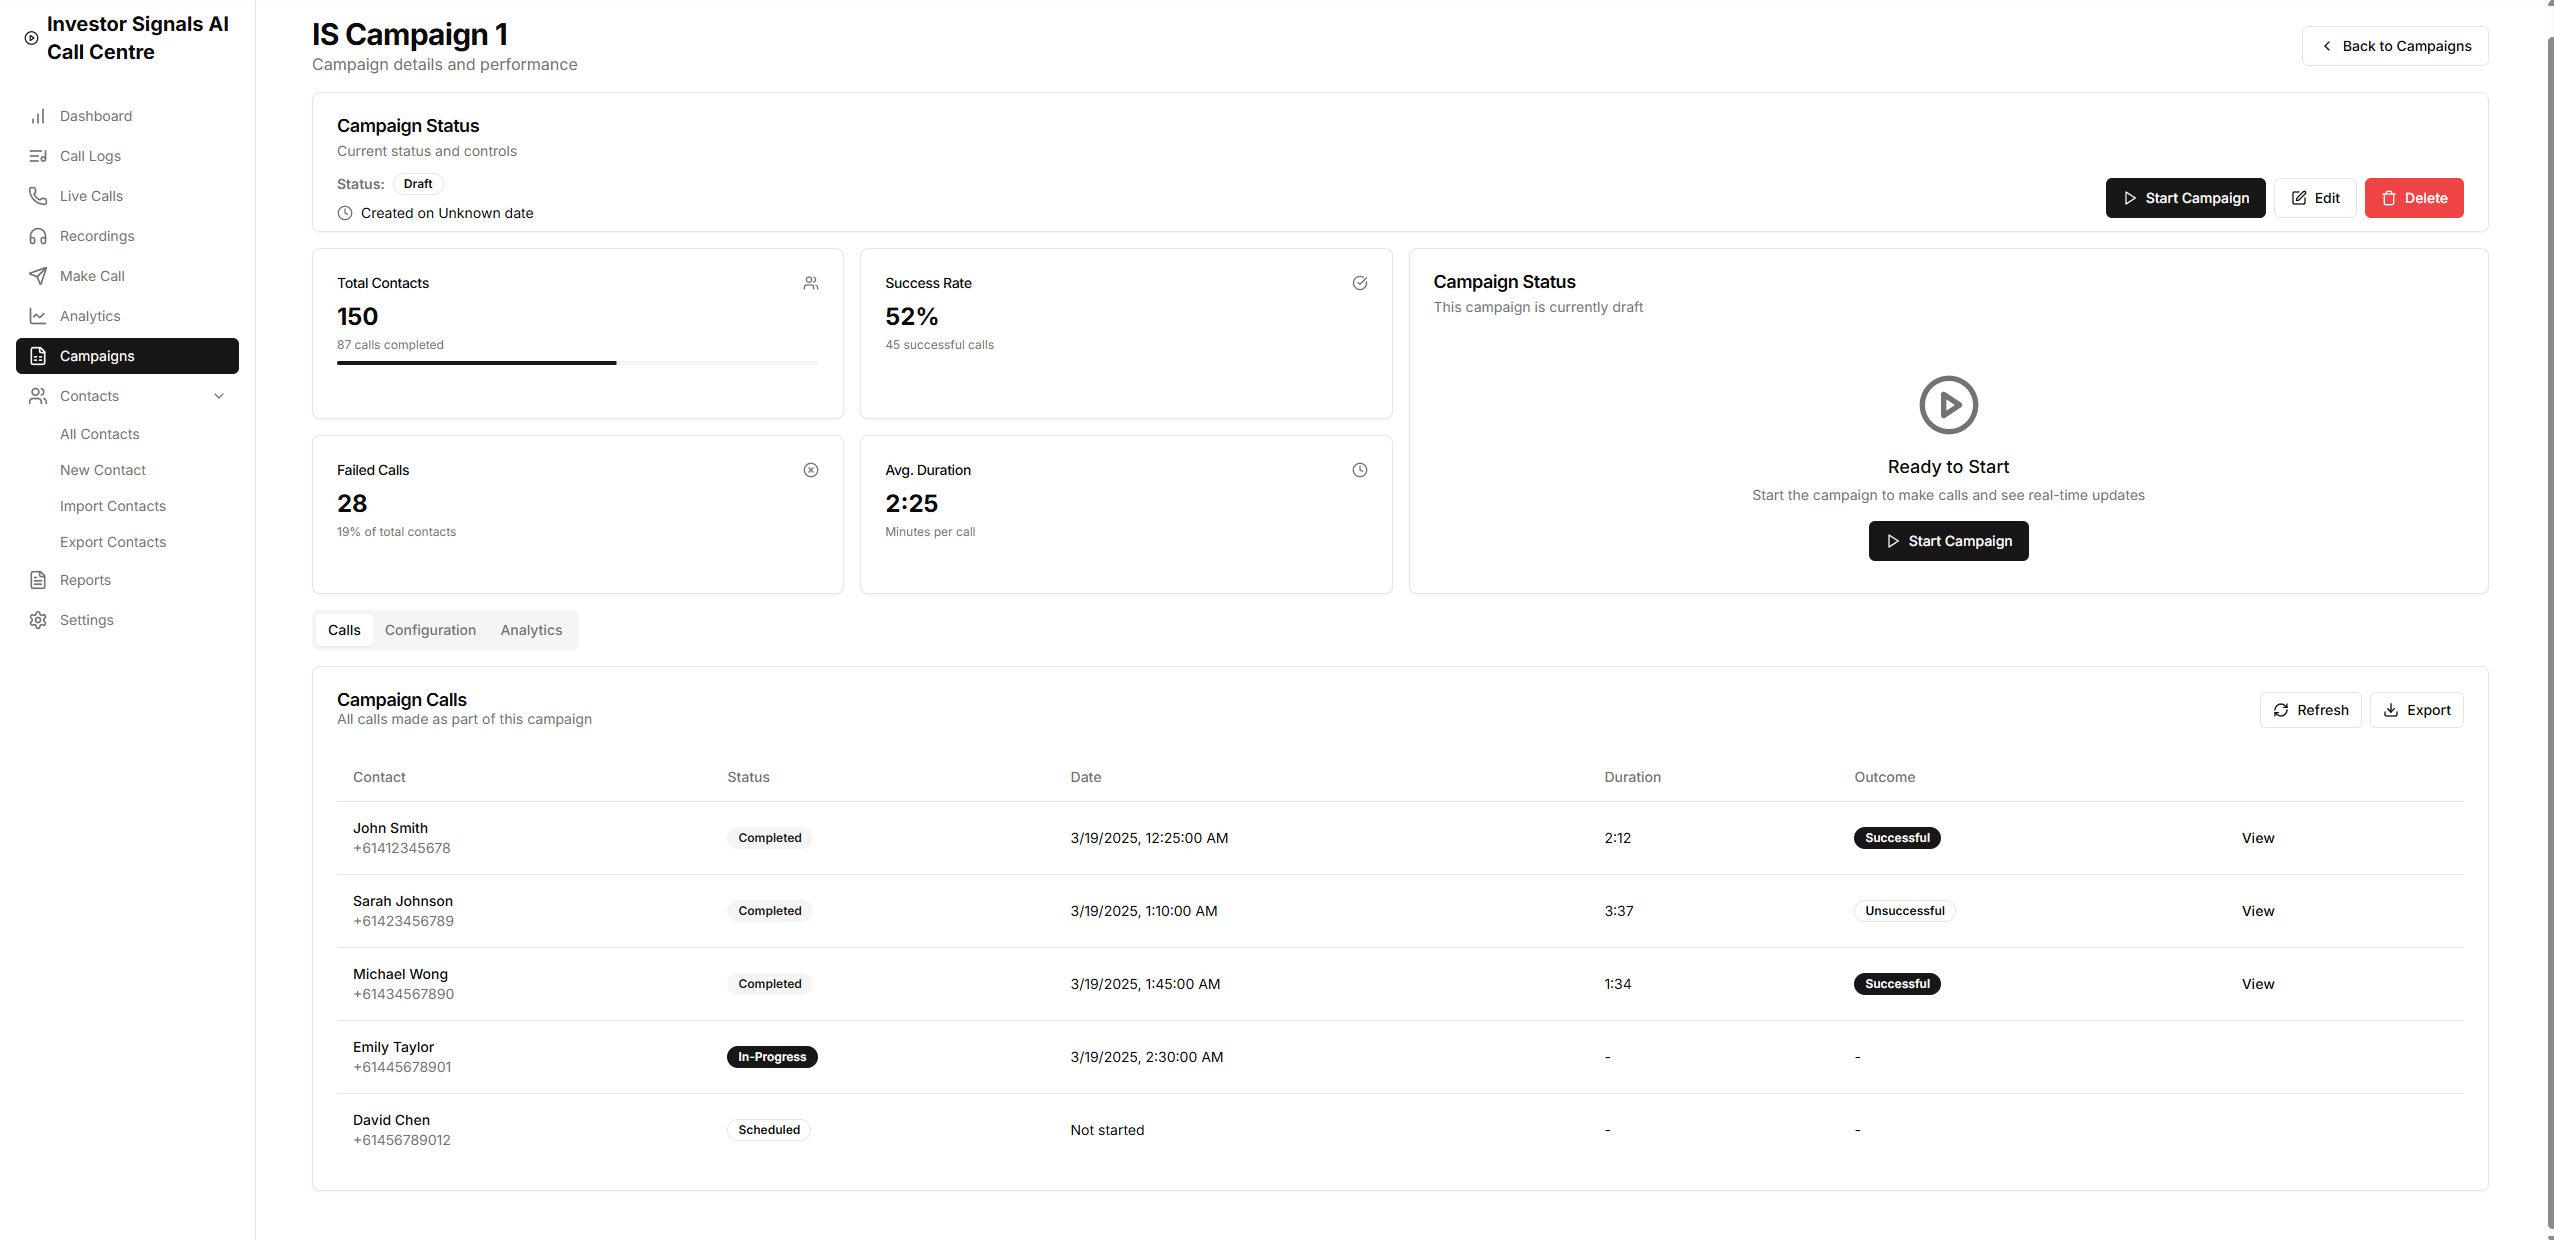 Investor Signals AI
Call Centre
Dashboard
Call Logs
Live Calls
Recordings
Make Call
Analytics
Campaigns
Contacts
All Contacts
New Contact
Import Contacts
Export Contacts
Reports
Settings
IS Campaign 1
Campaign details and performance
Back to Campaigns
Campaign Status
Current status and controls
Status: Draft
Created on Unknown date
Start Campaign Edit Delete
Total Contacts
150
87 calls completed
Success Rate
52%
45 successful calls
Failed Calls
28
19% of total contacts
Avg. Duration
2:25
Minutes per call
Campaign Status
This campaign is currently draft
Ready to Start
Start the campaign to make calls and see real-time updates
Start Campaign
Calls Configuration Analytics
Campaign Calls
All calls made as part of this campaign
Refresh Export
Contact Status Date Duration Outcome
John Smith
+61412345678
Completed 3/19/2025, 12:25:00 AM 2:12 Successful View
Sarah Johnson
+61423456789
Completed 3/19/2025, 1:10:00 AM 3:37 Unsuccessful View
Michael Wong
+61434567890
Completed 3/19/2025, 1:45:00 AM 1:34 Successful View
Emily Taylor
+61445678901
In-Progress 3/19/2025, 2:30:00 AM - -
David Chen
+61456789012
Scheduled Not started - -